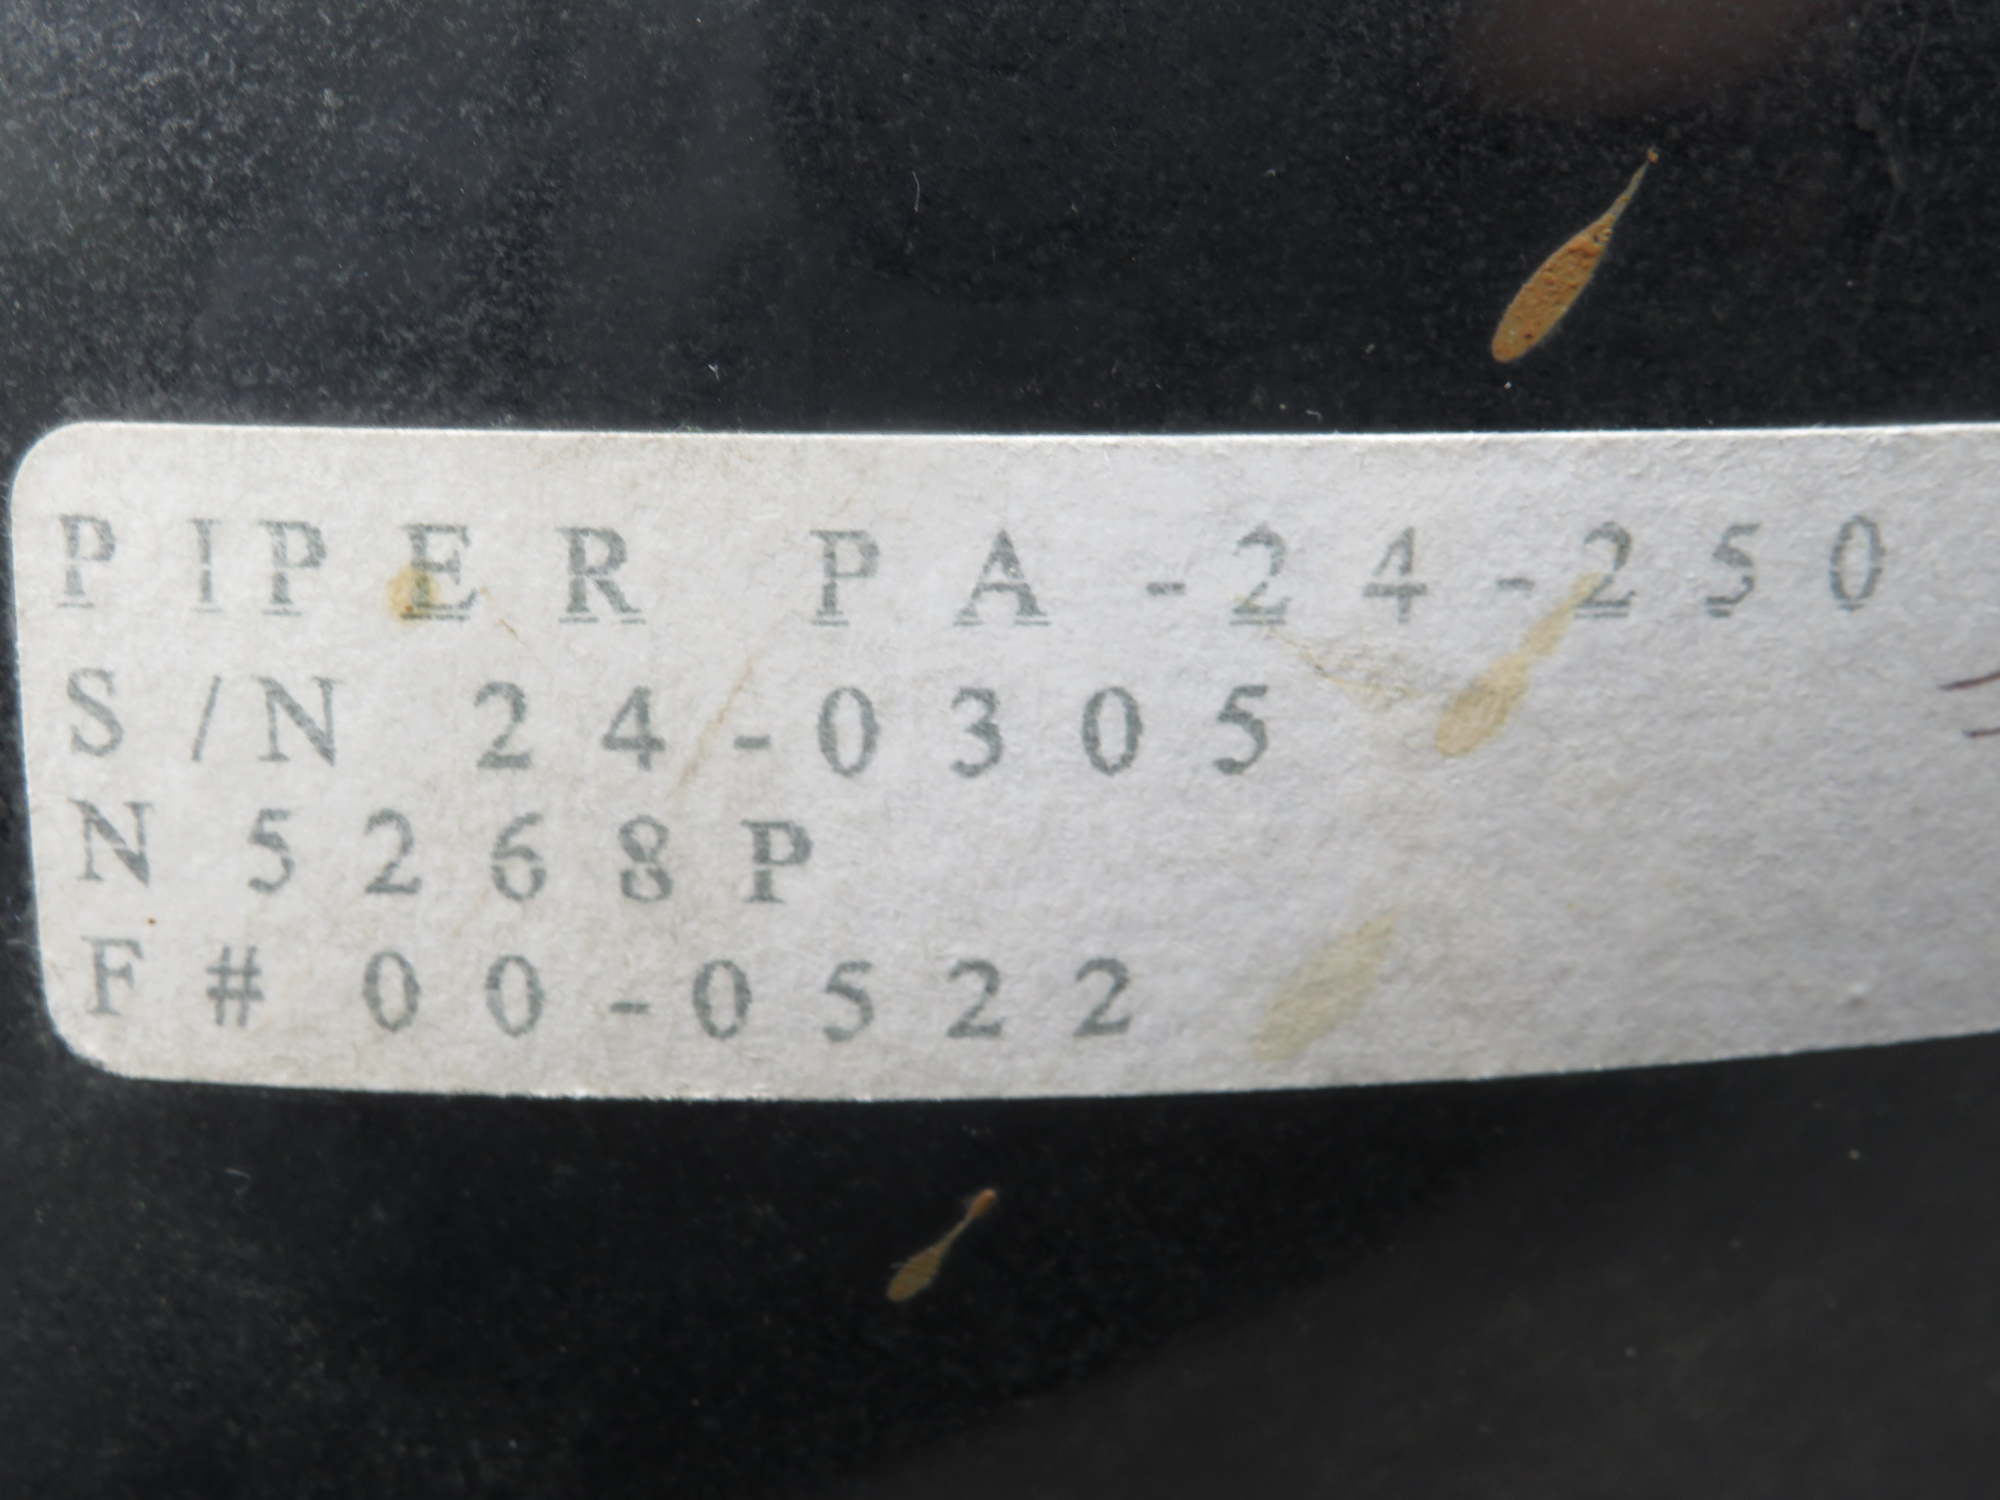 PIPER PA-24-250
S/N 24-0305
N5268P
F# 00-0522